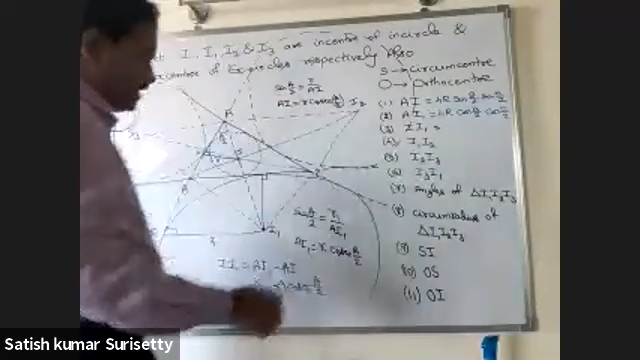 I, I₁, I₂ & I₃ are incentre of incircle &
excentre of Excircles respectively Also
S → circumcentre
O → orthocentre
sin A/2 = r/AI
AI = r cosec(A/2)
I₂
I₃
A
B
(1) AI = 4R sin B/2 sin C/2
(2) AI₁ = 4R cos B/2 cos C/2
(3) II₁ =
(4) I₁I₂
(5) I₂I₃
(6) I₃I₁
(7) angles of ΔI₁I₂I₃
(8) circumradius of
ΔI₁I₂I₃
(9) SI
(10) OS
(11) OI
I₁
sin A/2 = r₁/AI₁
AI₁ = r₁ cosec A/2
II₁ = AI₁ - AI
cosec A/2
Satish kumar Surisetty